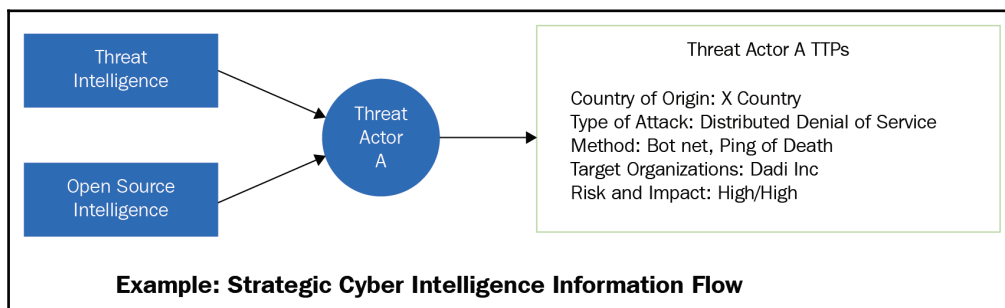 Threat
Intelligence
Open Source
Intelligence
Threat
Actor
A
Threat Actor A TTPs
Country of Origin: X Country
Type of Attack: Distributed Denial of Service
Method: Bot net, Ping of Death
Target Organizations: Dadi Inc
Risk and Impact: High/High
Example: Strategic Cyber Intelligence Information Flow